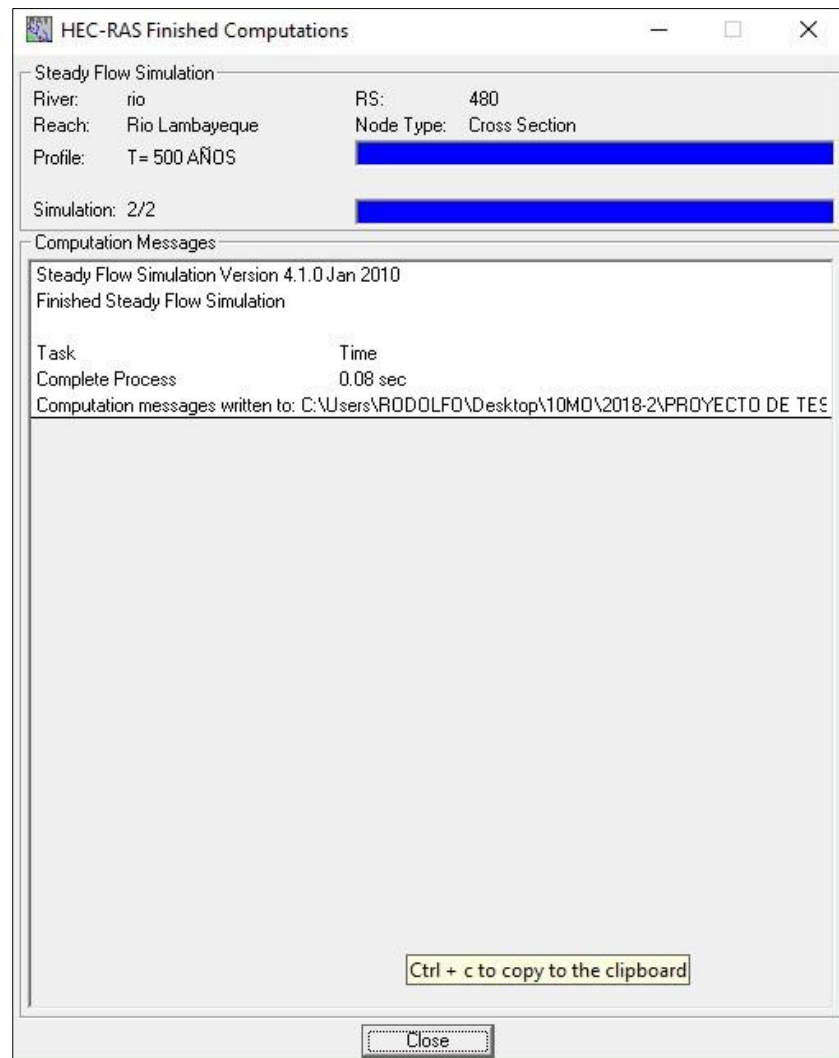 HEC-RAS Finished Computations
Steady Flow Simulation
River: rio RS: 480
Reach: Rio Lambayeque Node Type: Cross Section
Profile: T= 500 AÑOS
Simulation: 2/2
Computation Messages
Steady Flow Simulation Version 4.1.0 Jan 2010
Finished Steady Flow Simulation
Task Time
Complete Process 0.08 sec
Computation messages written to: C:\Users\RODOLFO\Desktop\10MO\2018-2\PROYECTO DE TES
Ctrl + c to copy to the clipboard
Close